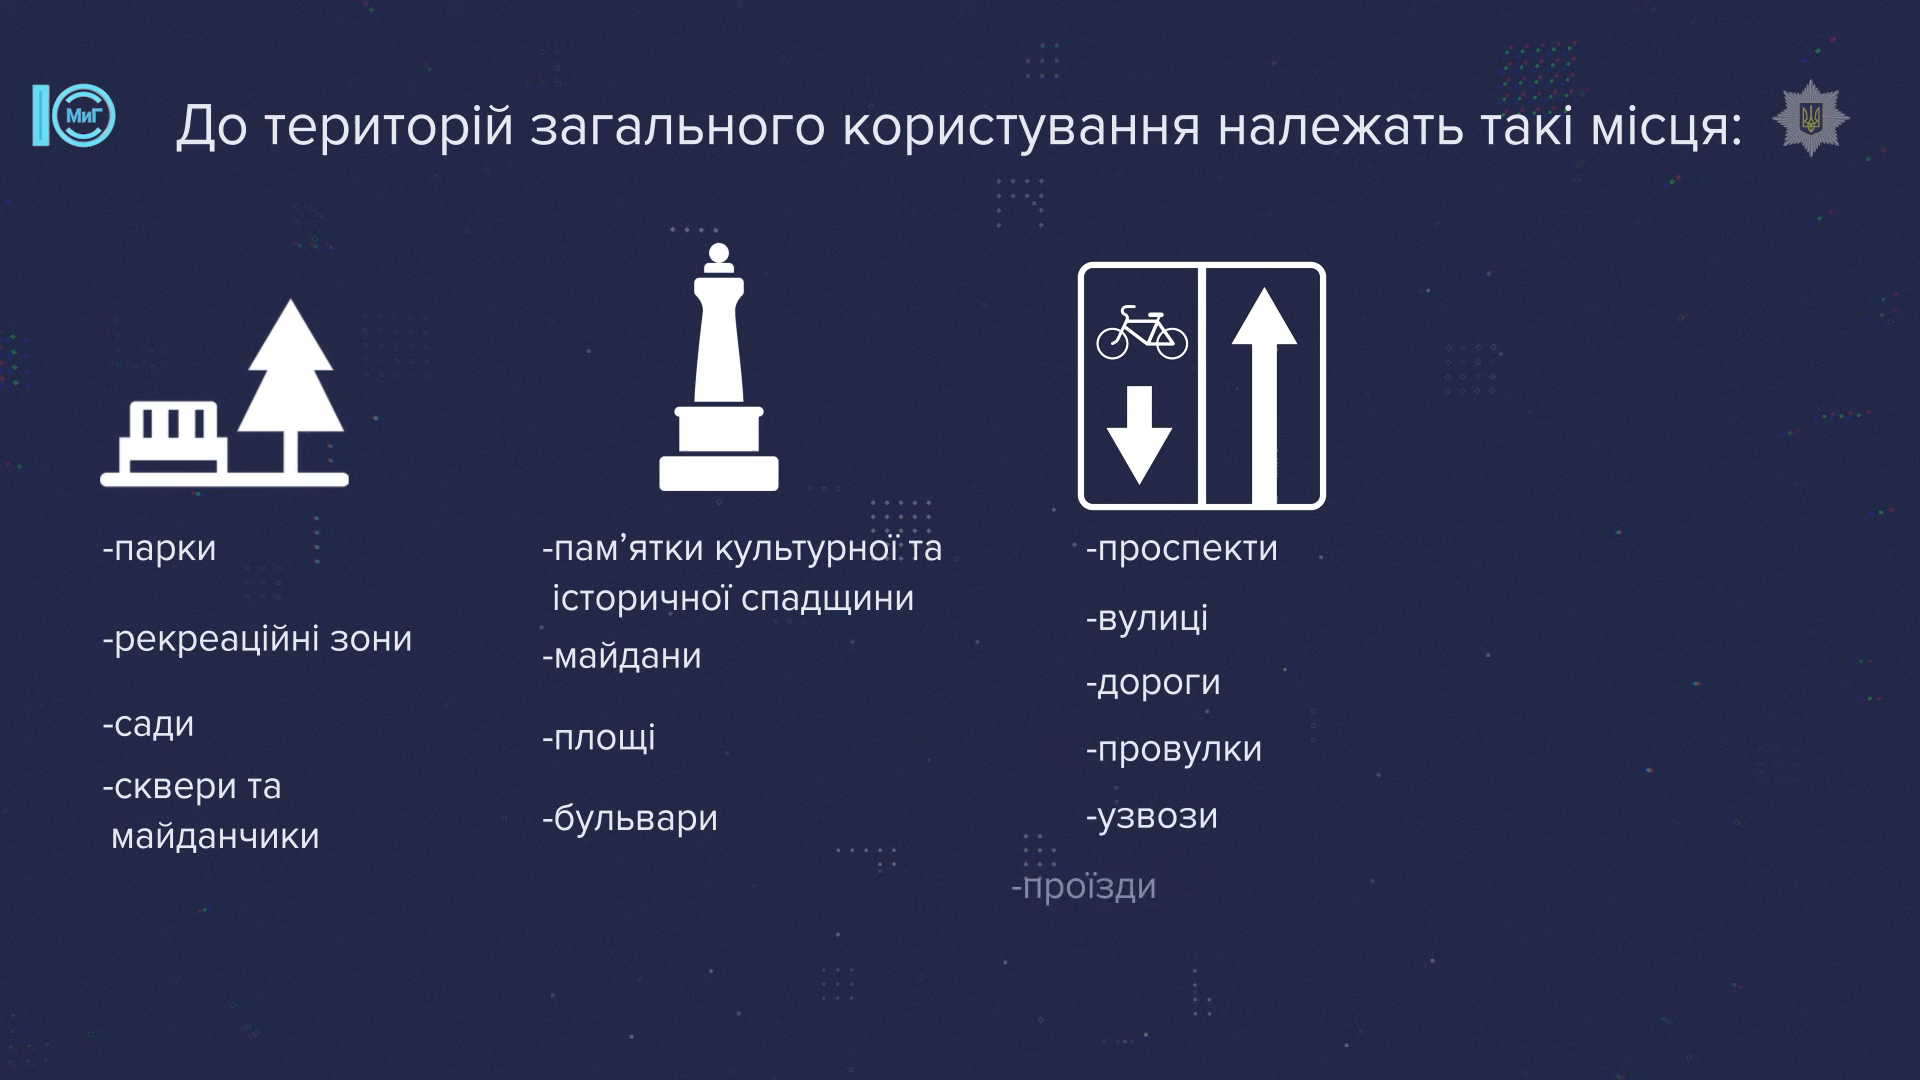 МиГ
До територій загального користування належать такі місця:
-парки
-рекреаційні зони
-сади
-сквери та
майданчики
-пам’ятки культурної та
історичної спадщини
-майдани
-площі
-бульвари
-проспекти
-вулиці
-дороги
-провулки
-узвози
-проїзди